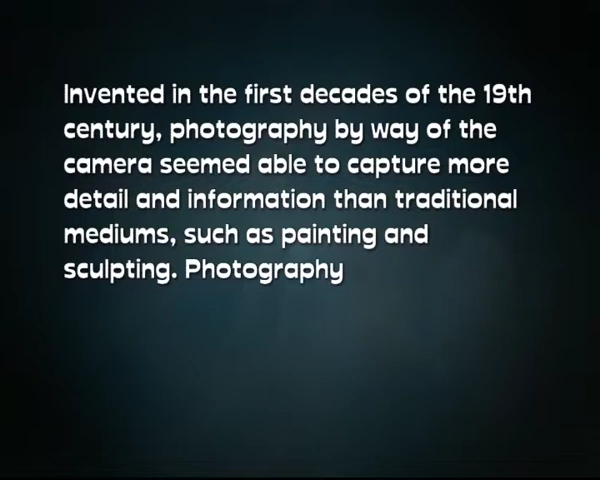 Invented in the first decades of the 19th
century, photography by way of the
camera seemed able to capture more
detail and information than traditional
mediums, such as painting and
sculpting. Photography